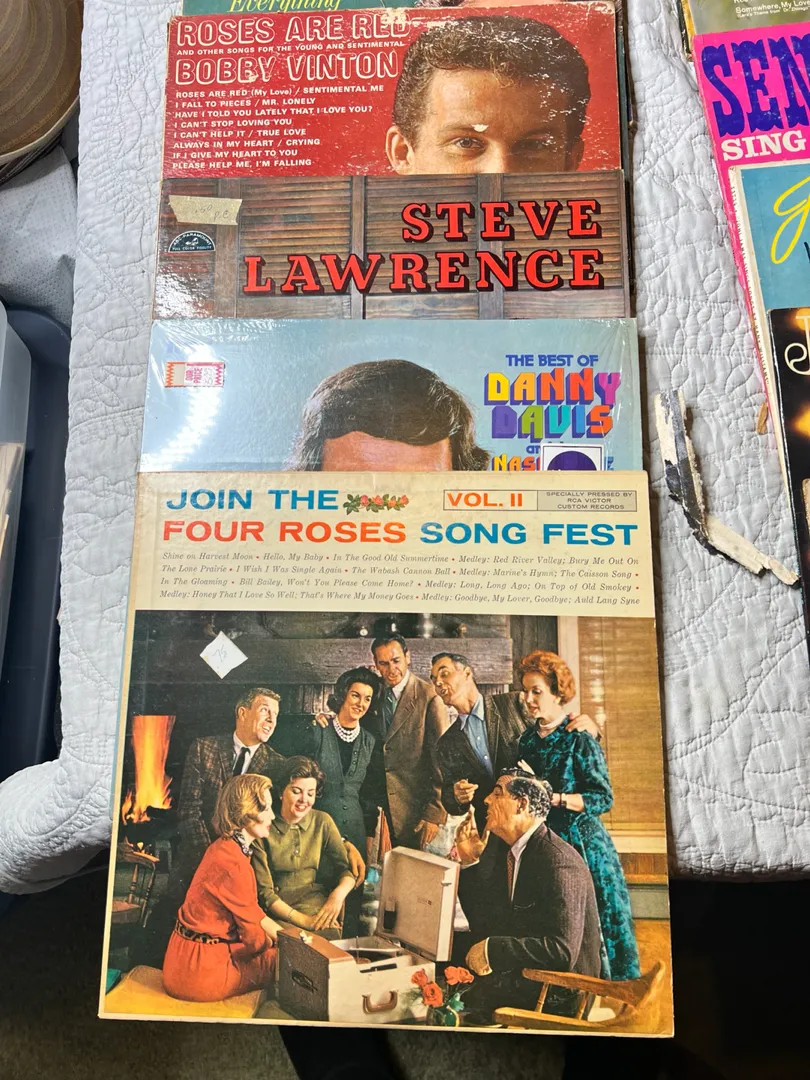 Everything
ROSES ARE RED
AND OTHER SONGS FOR THE YOUNG AND SENTIMENTAL
BOBBY VINTON
ROSES ARE RED (My Love) / SENTIMENTAL ME
I FALL TO PIECES / MR. LONELY
HAVE I TOLD YOU LATELY THAT I LOVE YOU?
I CAN'T STOP LOVING YOU
I CAN'T HELP IT / TRUE LOVE
ALWAYS IN MY HEART / CRYING
IF I GIVE MY HEART TO YOU
PLEASE HELP ME, I'M FALLING
STEVE
LAWRENCE
THE BEST OF
DANNY
DAVIS
JOIN THE
FOUR ROSES SONG FEST
VOL. II
SPECIALLY PRESSED BY
RCA VICTOR
CUSTOM RECORDS
Shine on Harvest Moon • Hello, My Baby • In The Good Old Summertime • Medley: Red River Valley; Bury Me Out On
The Lone Prairie • I Wish I Was Single Again • The Wabash Cannon Ball • Medley: Marine's Hymn; The Caisson Song •
In The Gloaming • Bill Bailey, Won't You Please Come Home? • Medley: Long, Long Ago; On Top of Old Smokey •
Medley: Honey That I Love So Well; That's Where My Money Goes • Medley: Goodbye, My Lover, Goodbye; Auld Lang Syne
Somewhere, My Love
SEN
SING